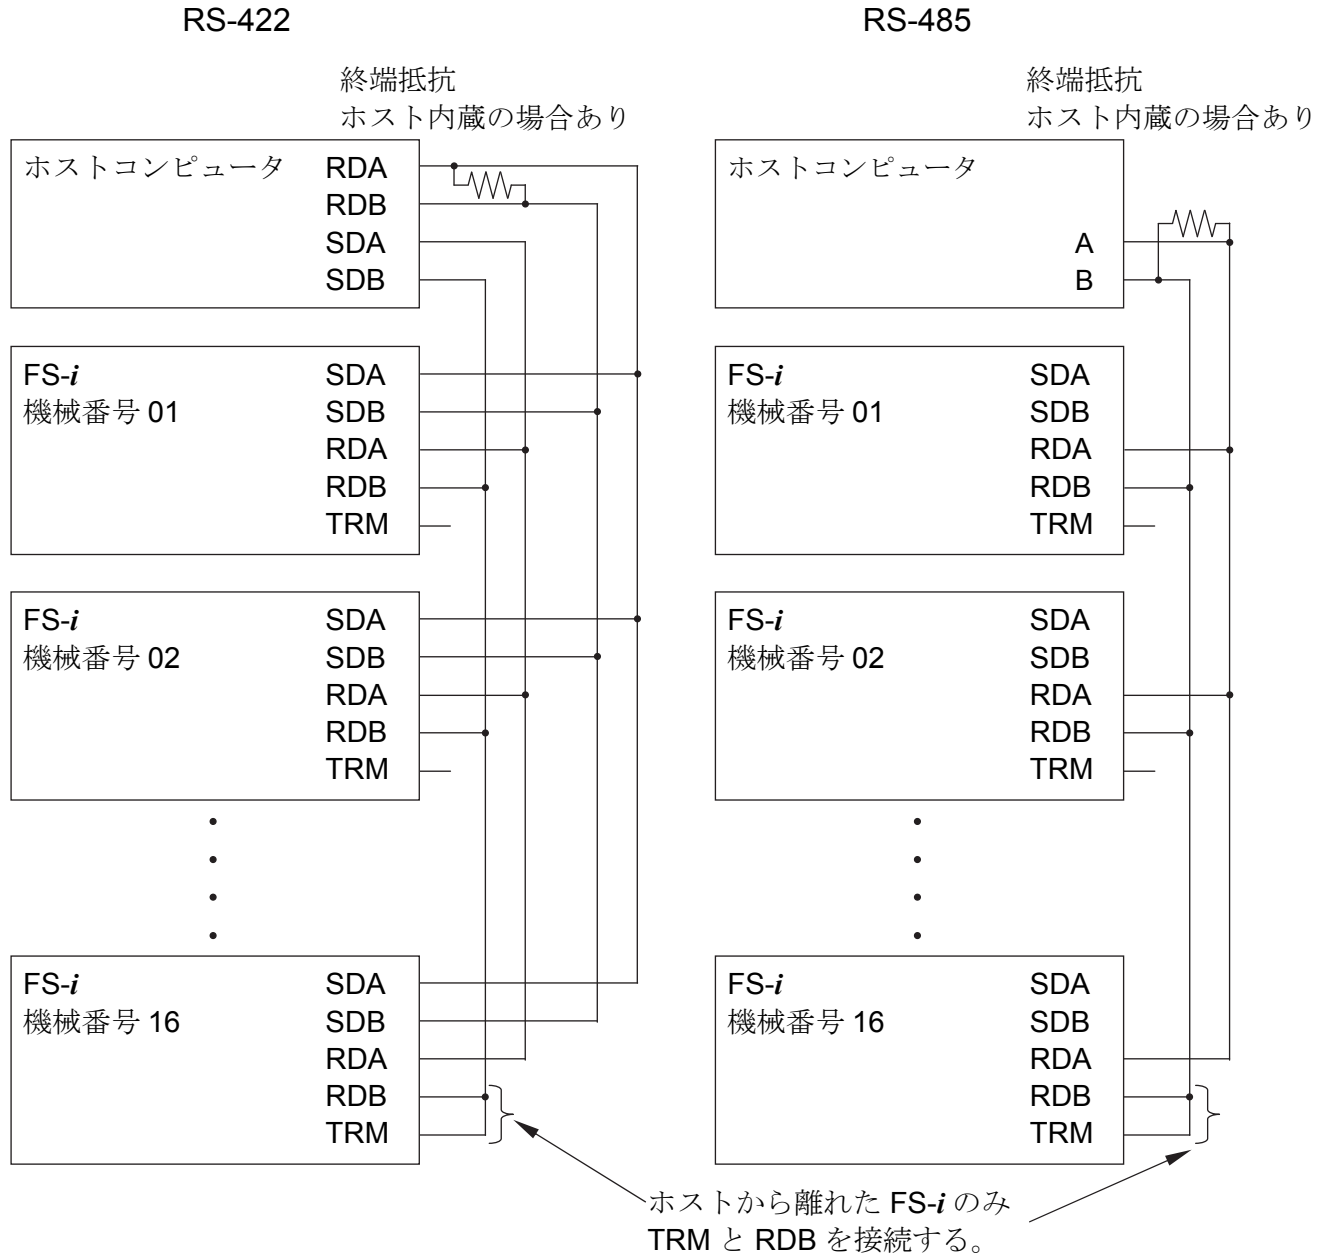 RS-422
終端抵抗
ホスト内蔵の場合あり
ホストコンピュータ
RDA
RDB
SDA
SDB
FS-i
機械番号 01
SDA
SDB
RDA
RDB
TRM
FS-i
機械番号 02
SDA
SDB
RDA
RDB
TRM
FS-i
機械番号 16
SDA
SDB
RDA
RDB
TRM
RS-485
終端抵抗
ホスト内蔵の場合あり
ホストコンピュータ
A
B
FS-i
機械番号 01
SDA
SDB
RDA
RDB
TRM
FS-i
機械番号 02
SDA
SDB
RDA
RDB
TRM
FS-i
機械番号 16
SDA
SDB
RDA
RDB
TRM
ホストから離れた FS-i のみ
TRM と RDB を接続する。